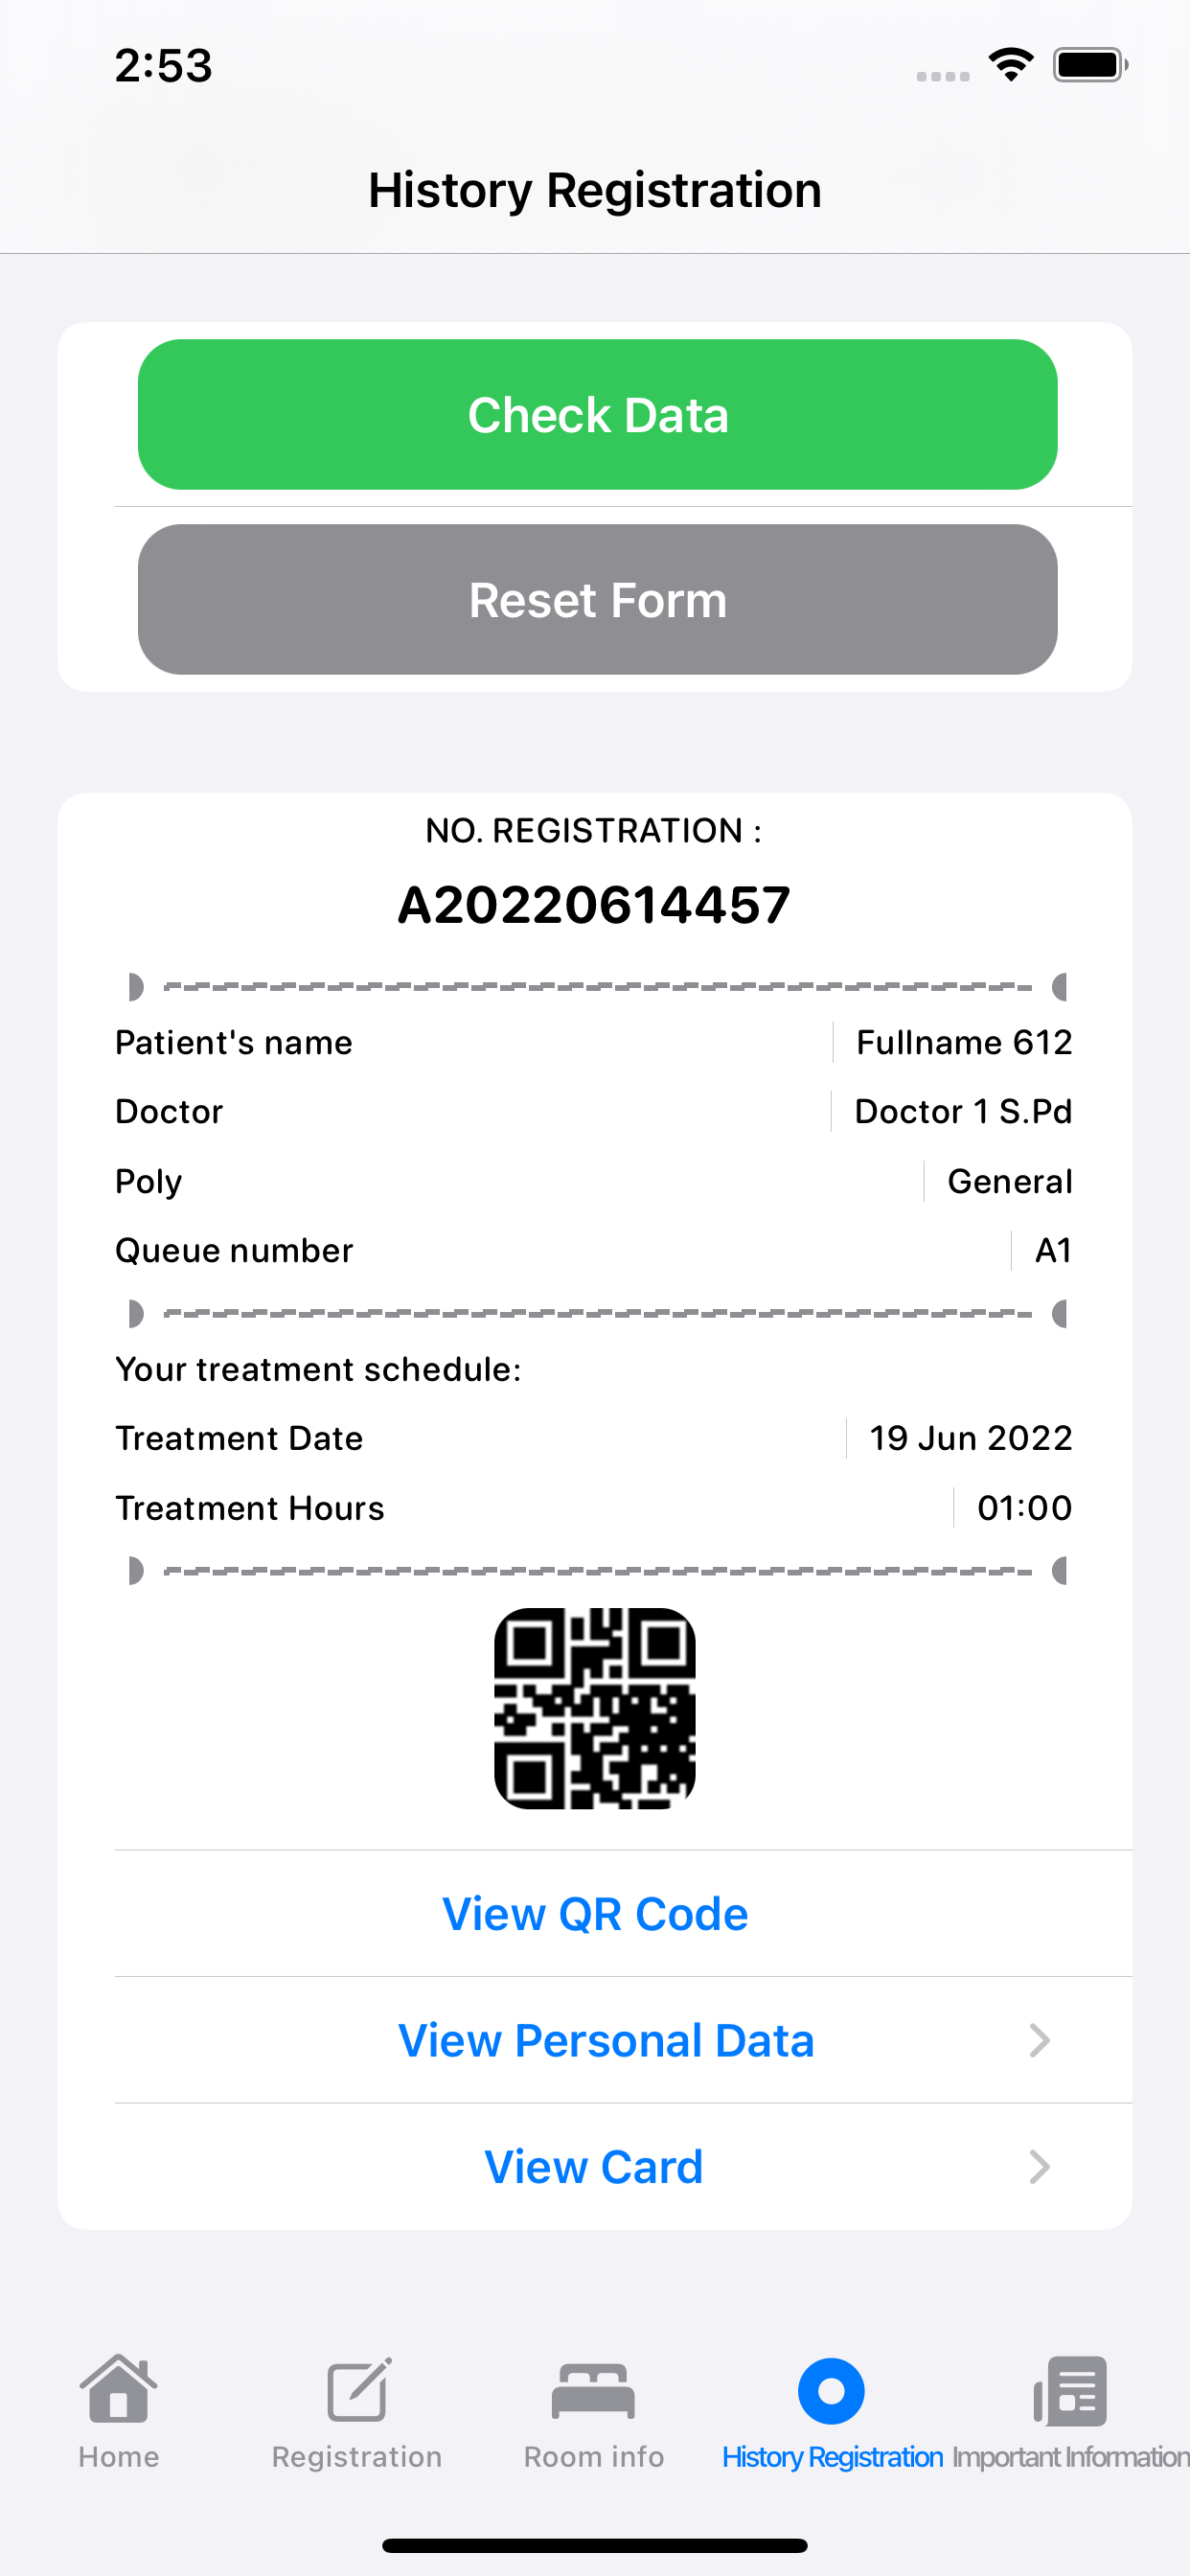 2:53
History Registration
Check Data
Reset Form
NO. REGISTRATION :
A20220614457
Patient's name Fullname 612
Doctor Doctor 1 S.Pd
Poly General
Queue number A1
Your treatment schedule:
Treatment Date 19 Jun 2022
Treatment Hours 01:00
View QR Code
View Personal Data
View Card
Home Registration Room info History Registration Important Information